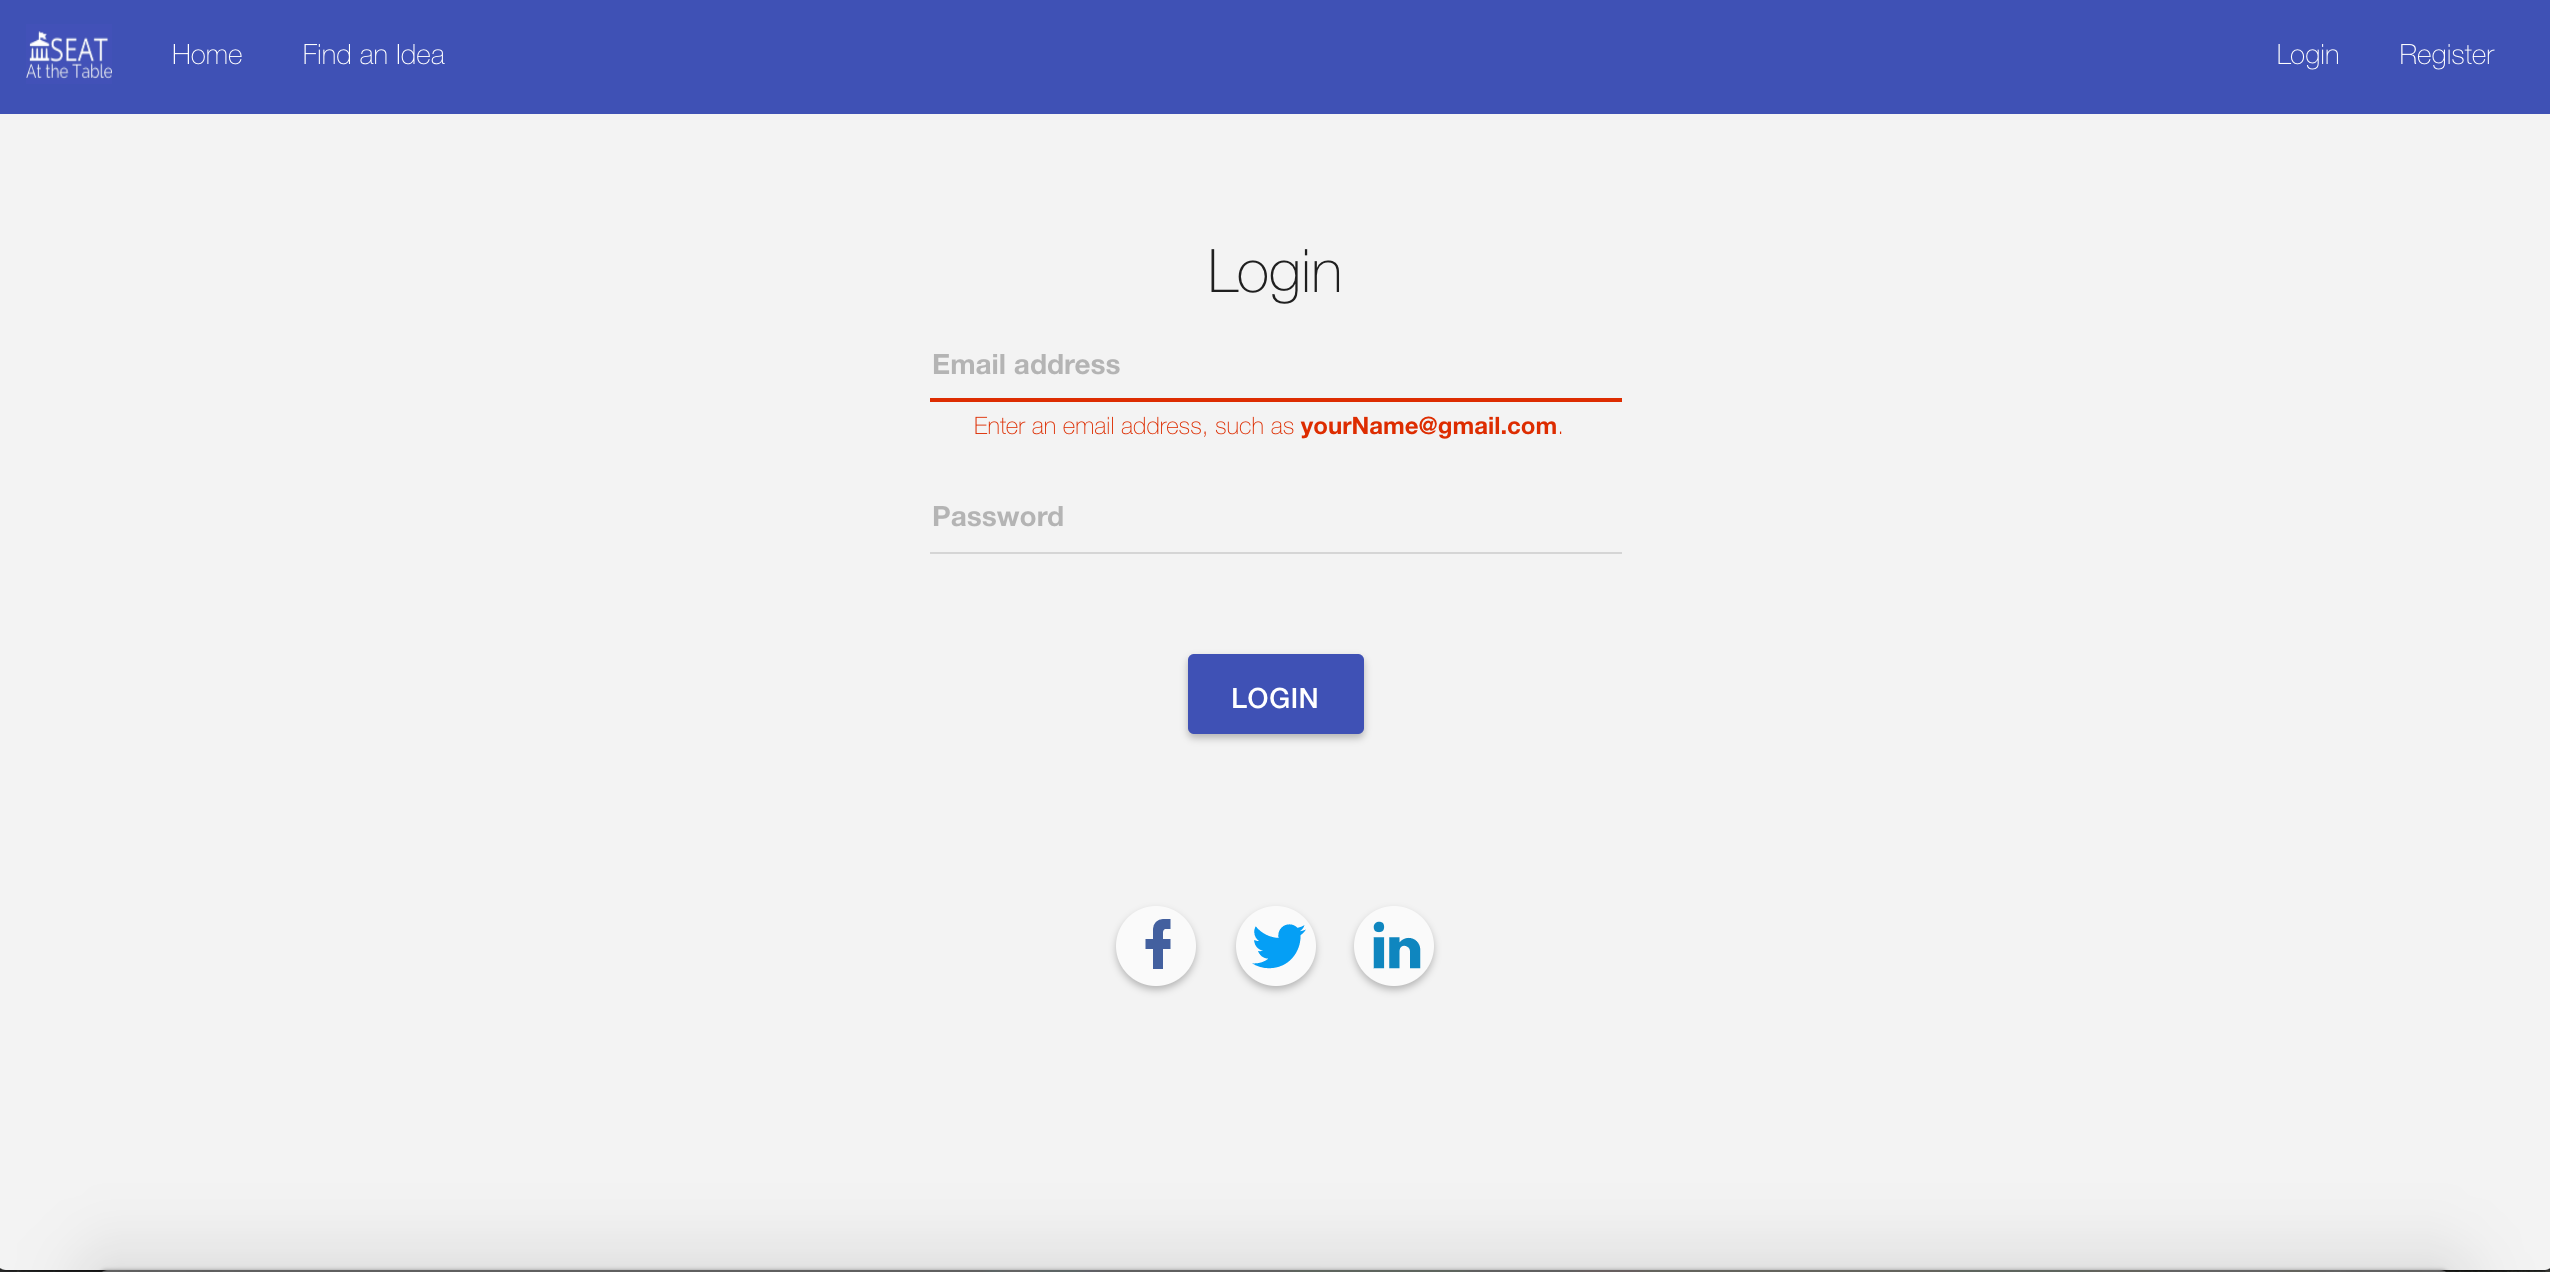 SEAT
At the Table
Home
Find an Idea
Login
Register
Login
Email address
Enter an email address, such as yourName@gmail.com.
Password
LOGIN